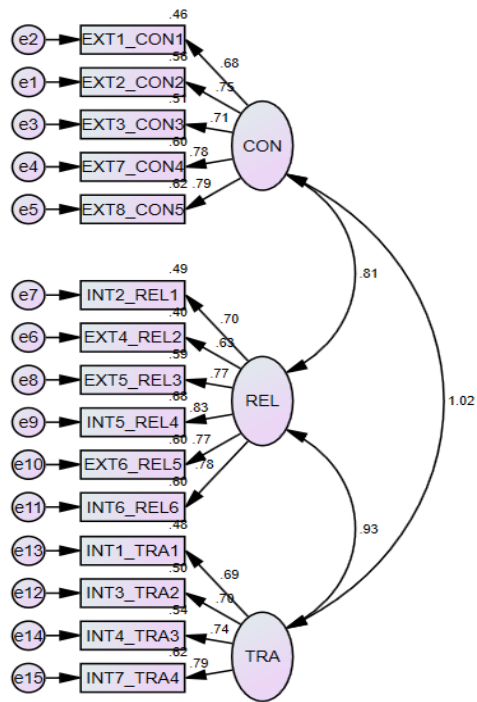 .46
e2 EXT1_CON1 .68
.56
e1 EXT2_CON2 .75
.51
e3 EXT3_CON3 .71
.60
e4 EXT7_CON4 .78
.62 .79
e5 EXT8_CON5
CON
.81
.49
e7 INT2_REL1 .70
.40
e6 EXT4_REL2 .63
.59
e8 EXT5_REL3 .77
.68
e9 INT5_REL4 .83
.60 .77
e10 EXT6_REL5 .78
.60
e11 INT6_REL6
REL
1.02
.93
.48
e13 INT1_TRA1 .69
.50
e12 INT3_TRA2 .70
.54
e14 INT4_TRA3 .74
.62
e15 INT7_TRA4 .79
TRA